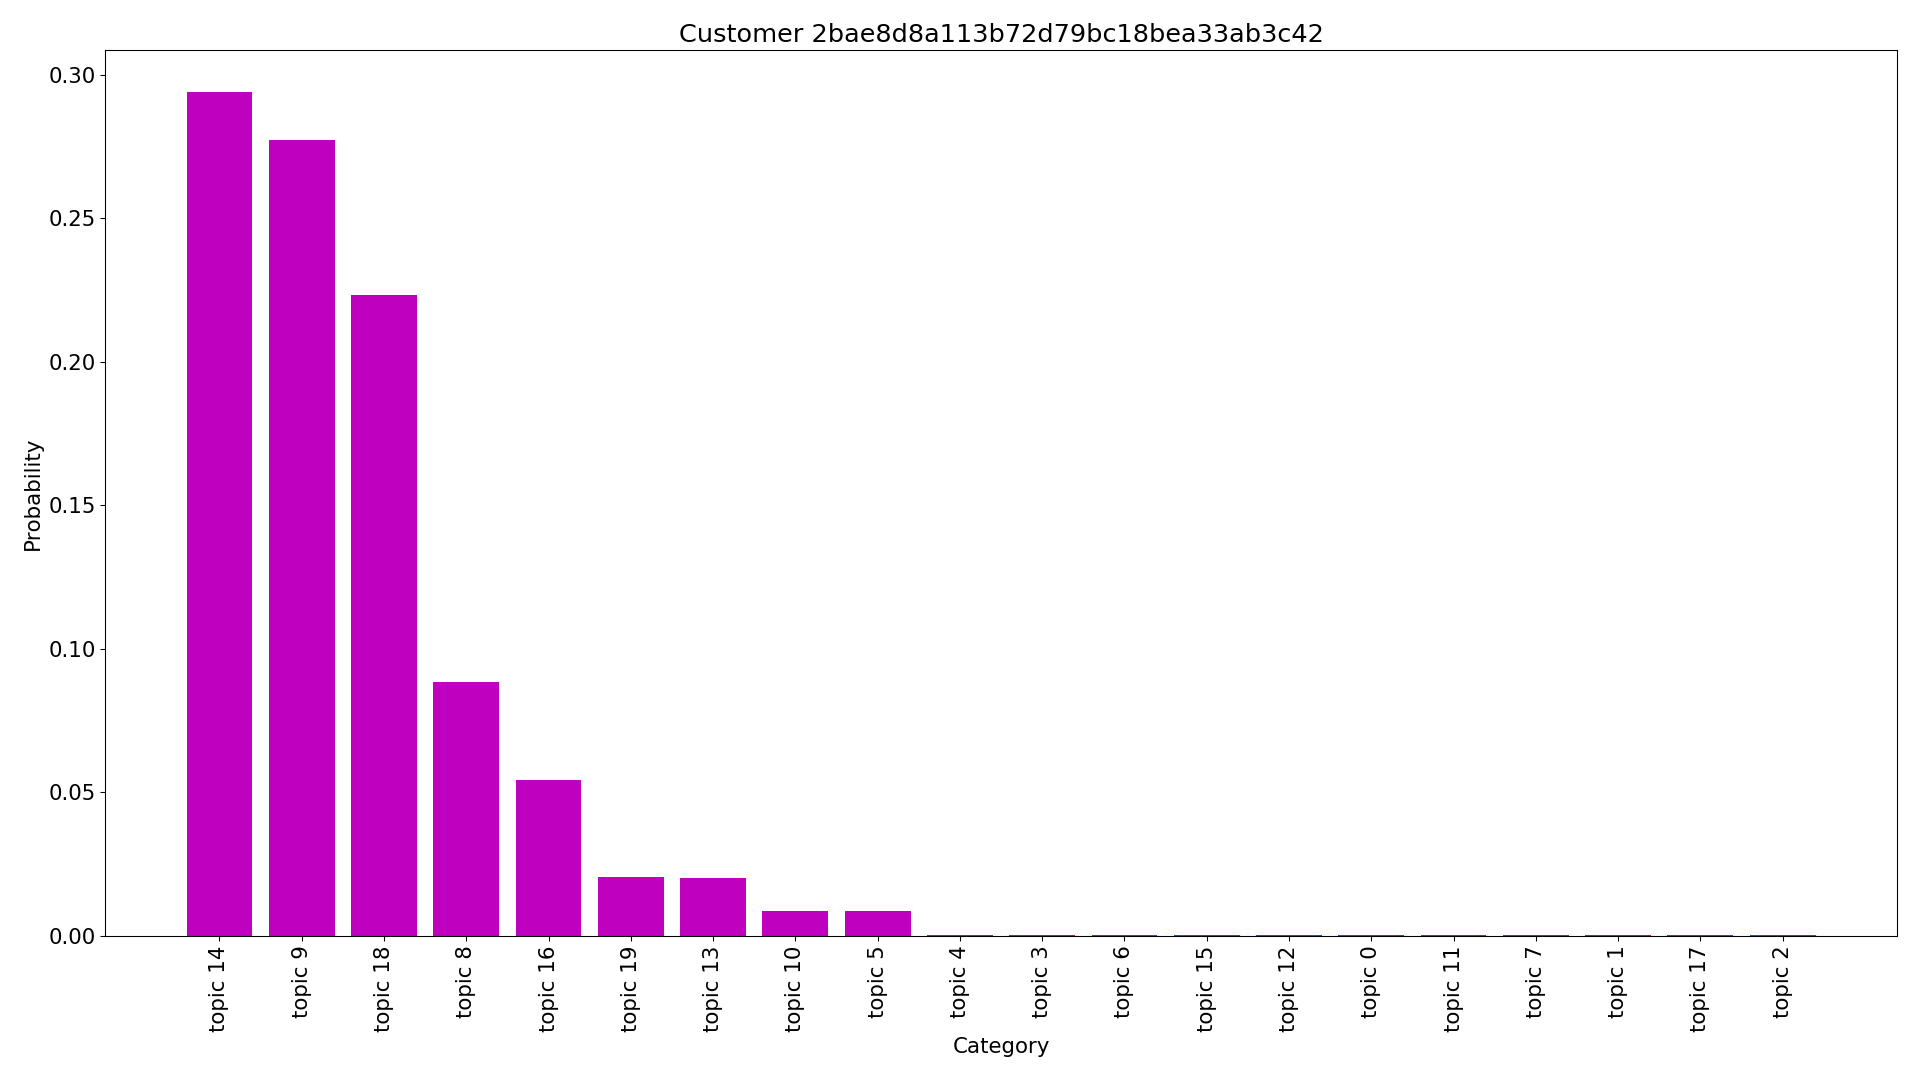 Customer 2bae8d8a113b72d79bc18bea33ab3c42
Probability
0.30
0.25
0.20
0.15
0.10
0.05
0.00
topic 14
topic 9
topic 18
topic 8
topic 16
topic 19
topic 13
topic 10
topic 5
topic 4
topic 3
topic 6
topic 15
topic 12
topic 0
topic 11
topic 7
topic 1
topic 17
topic 2
Category